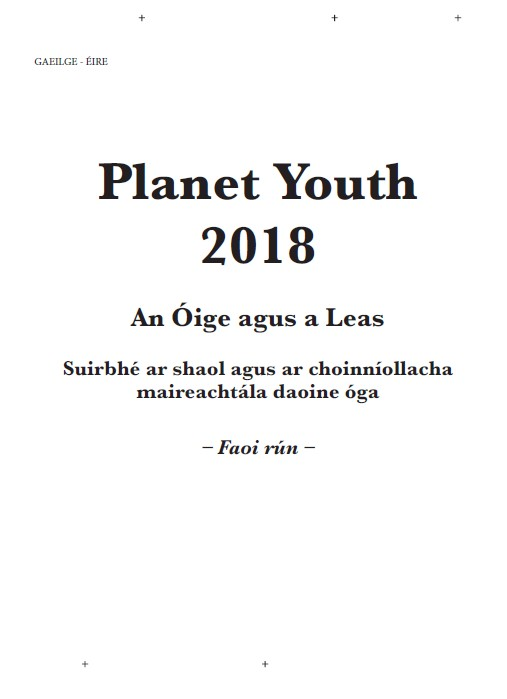 GAEILGE - ÉIRE
Planet Youth
2018
An Óige agus a Leas
Suirbhé ar shaol agus ar choinníollacha
maireachtála daoine óga
– Faoi rún –